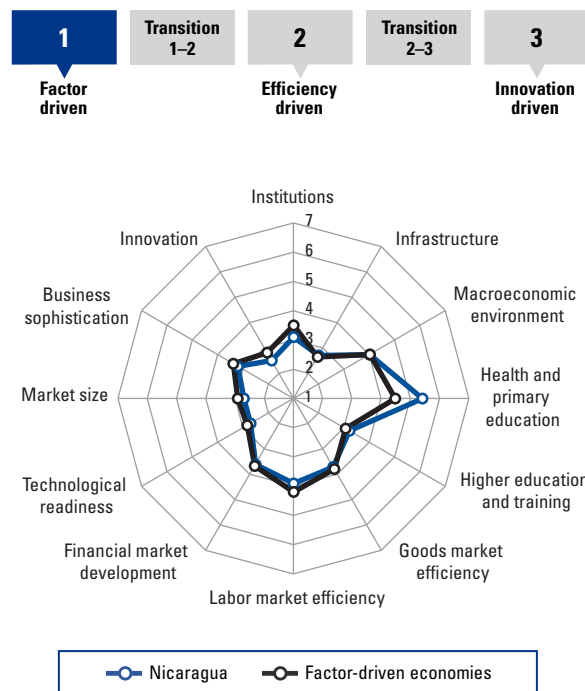 1
Transition
1–2
2
Transition
2–3
3
Factor
driven
Efficiency
driven
Innovation
driven
Institutions
7
Innovation
Infrastructure
6
5
Business
sophistication
Macroeconomic
environment
4
3
2
Market size
1
Health and
primary
education
Technological
readiness
Higher education
and training
Financial market
development
Goods market
efficiency
Labor market efficiency
Nicaragua
Factor-driven economies